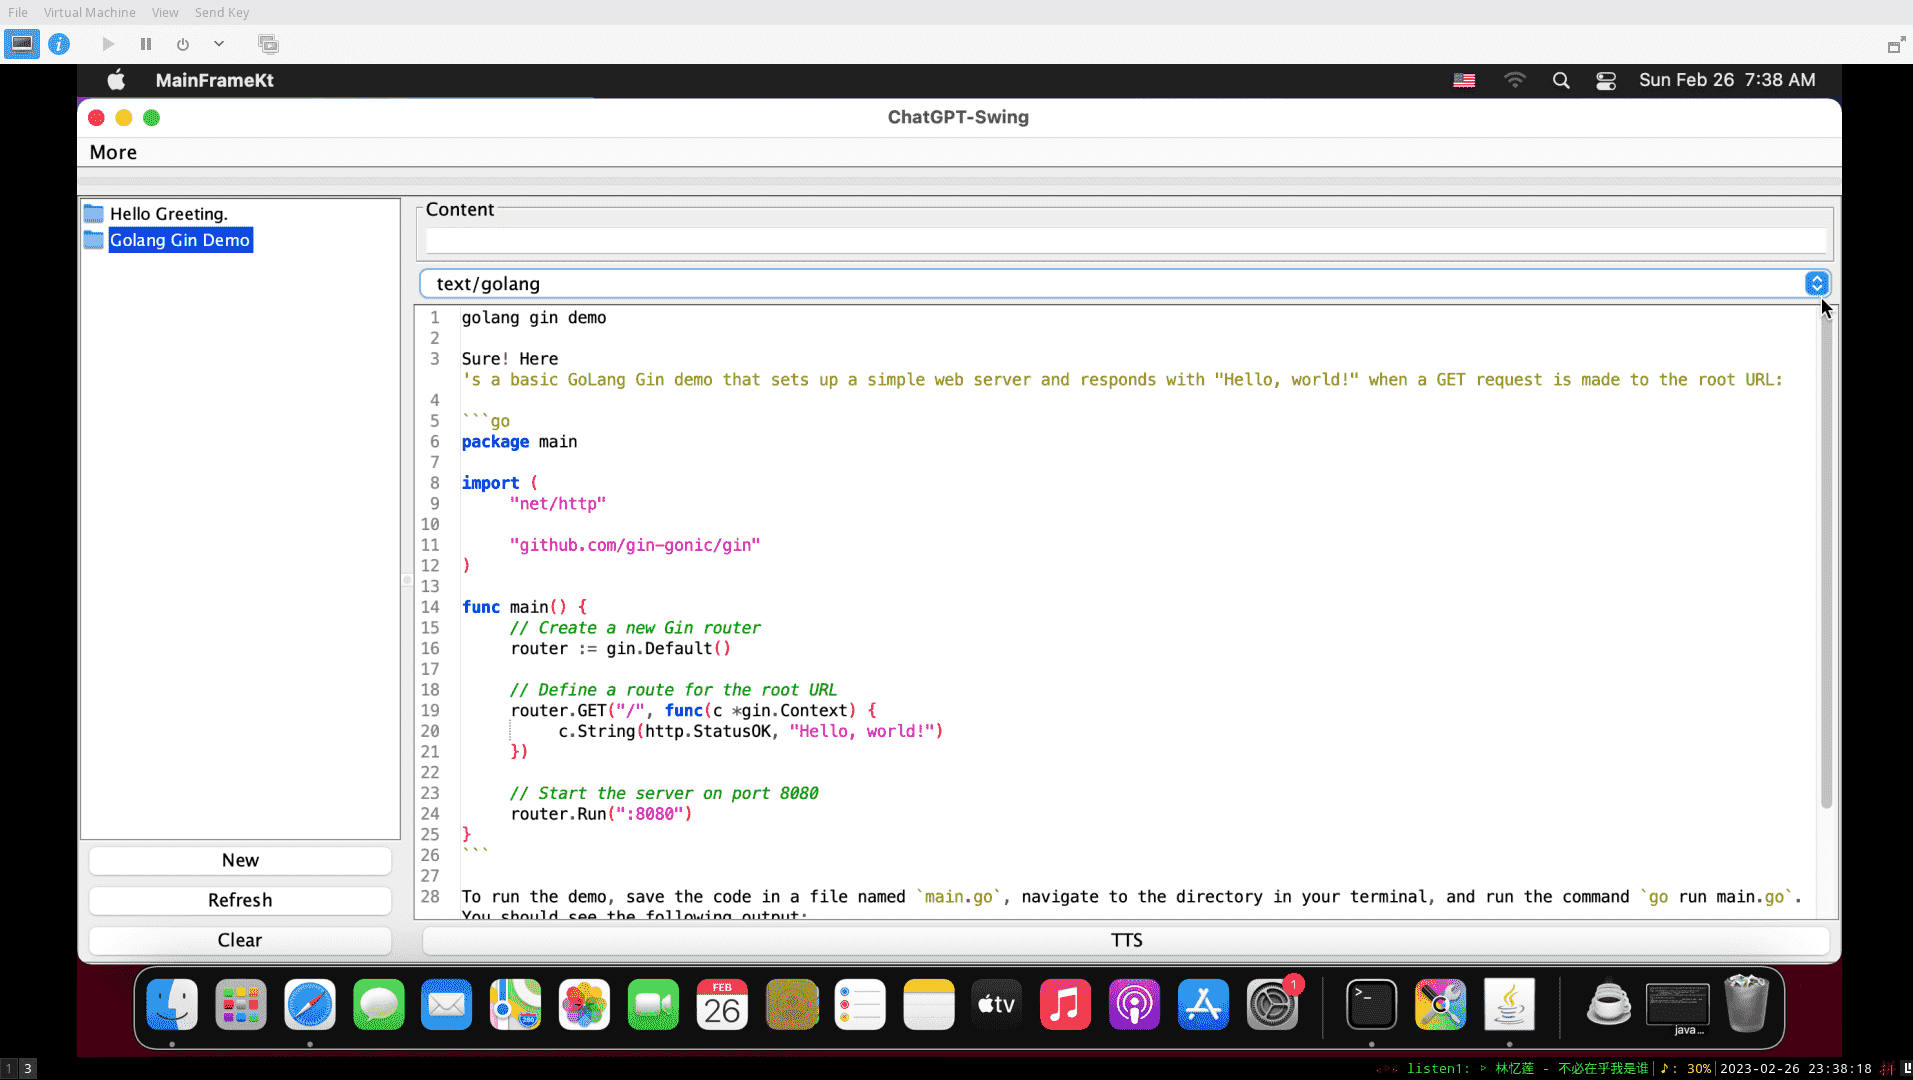 File Virtual Machine View Send Key
MainFrameKt
Sun Feb 26 7:38 AM
ChatGPT-Swing
More
Hello Greeting.
Golang Gin Demo
Content
text/golang
1 golang gin demo
2
3 Sure! Here
's a basic GoLang Gin demo that sets up a simple web server and responds with "Hello, world!" when a GET request is made to the root URL:
4
5 ```go
6 package main
7
8 import (
9 "net/http"
10
11 "github.com/gin-gonic/gin"
12 )
13
14 func main() {
15 // Create a new Gin router
16 router := gin.Default()
17
18 // Define a route for the root URL
19 router.GET("/", func(c *gin.Context) {
20 c.String(http.StatusOK, "Hello, world!")
21 })
22
23 // Start the server on port 8080
24 router.Run(":8080")
25 }
26 ```
27
28 To run the demo, save the code in a file named `main.go`, navigate to the directory in your terminal, and run the command `go run main.go`.
You should see the following output:
New
Refresh
Clear
TTS
FEB
26
tv
280
1
>_
java...
1 3
listen1: 林忆莲 - 不必在乎我是谁 ♪: 30% 2023-02-26 23:38:18